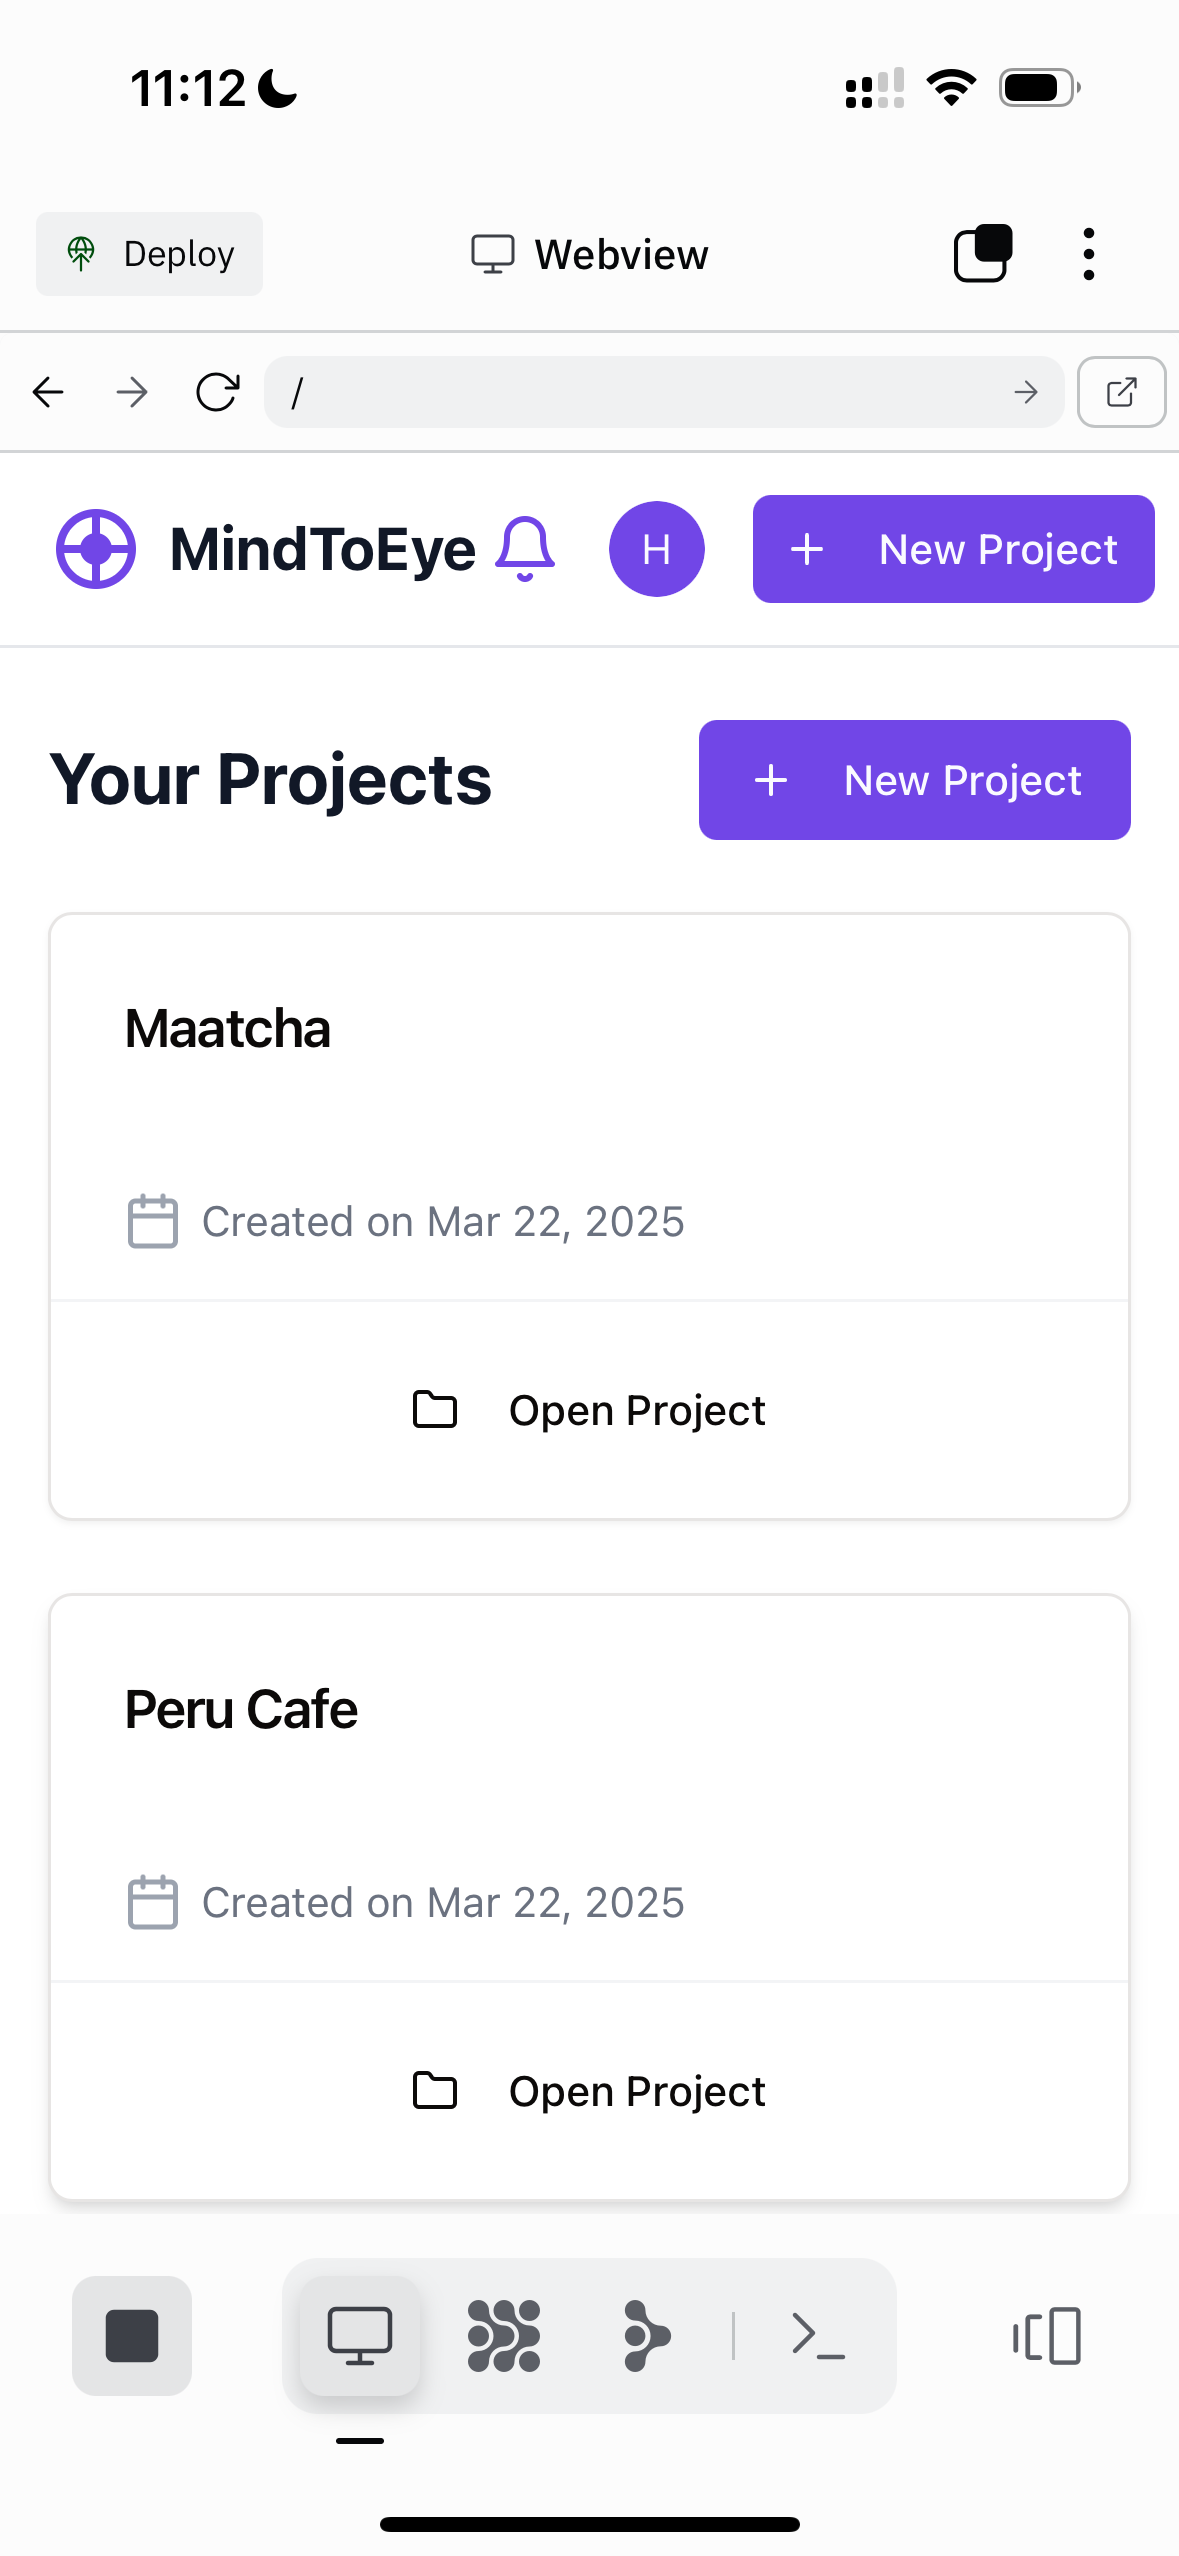 11:12
Deploy
Webview
/
MindToEye
H
New Project
Your Projects
New Project
Maatcha
Created on Mar 22, 2025
Open Project
Peru Cafe
Created on Mar 22, 2025
Open Project